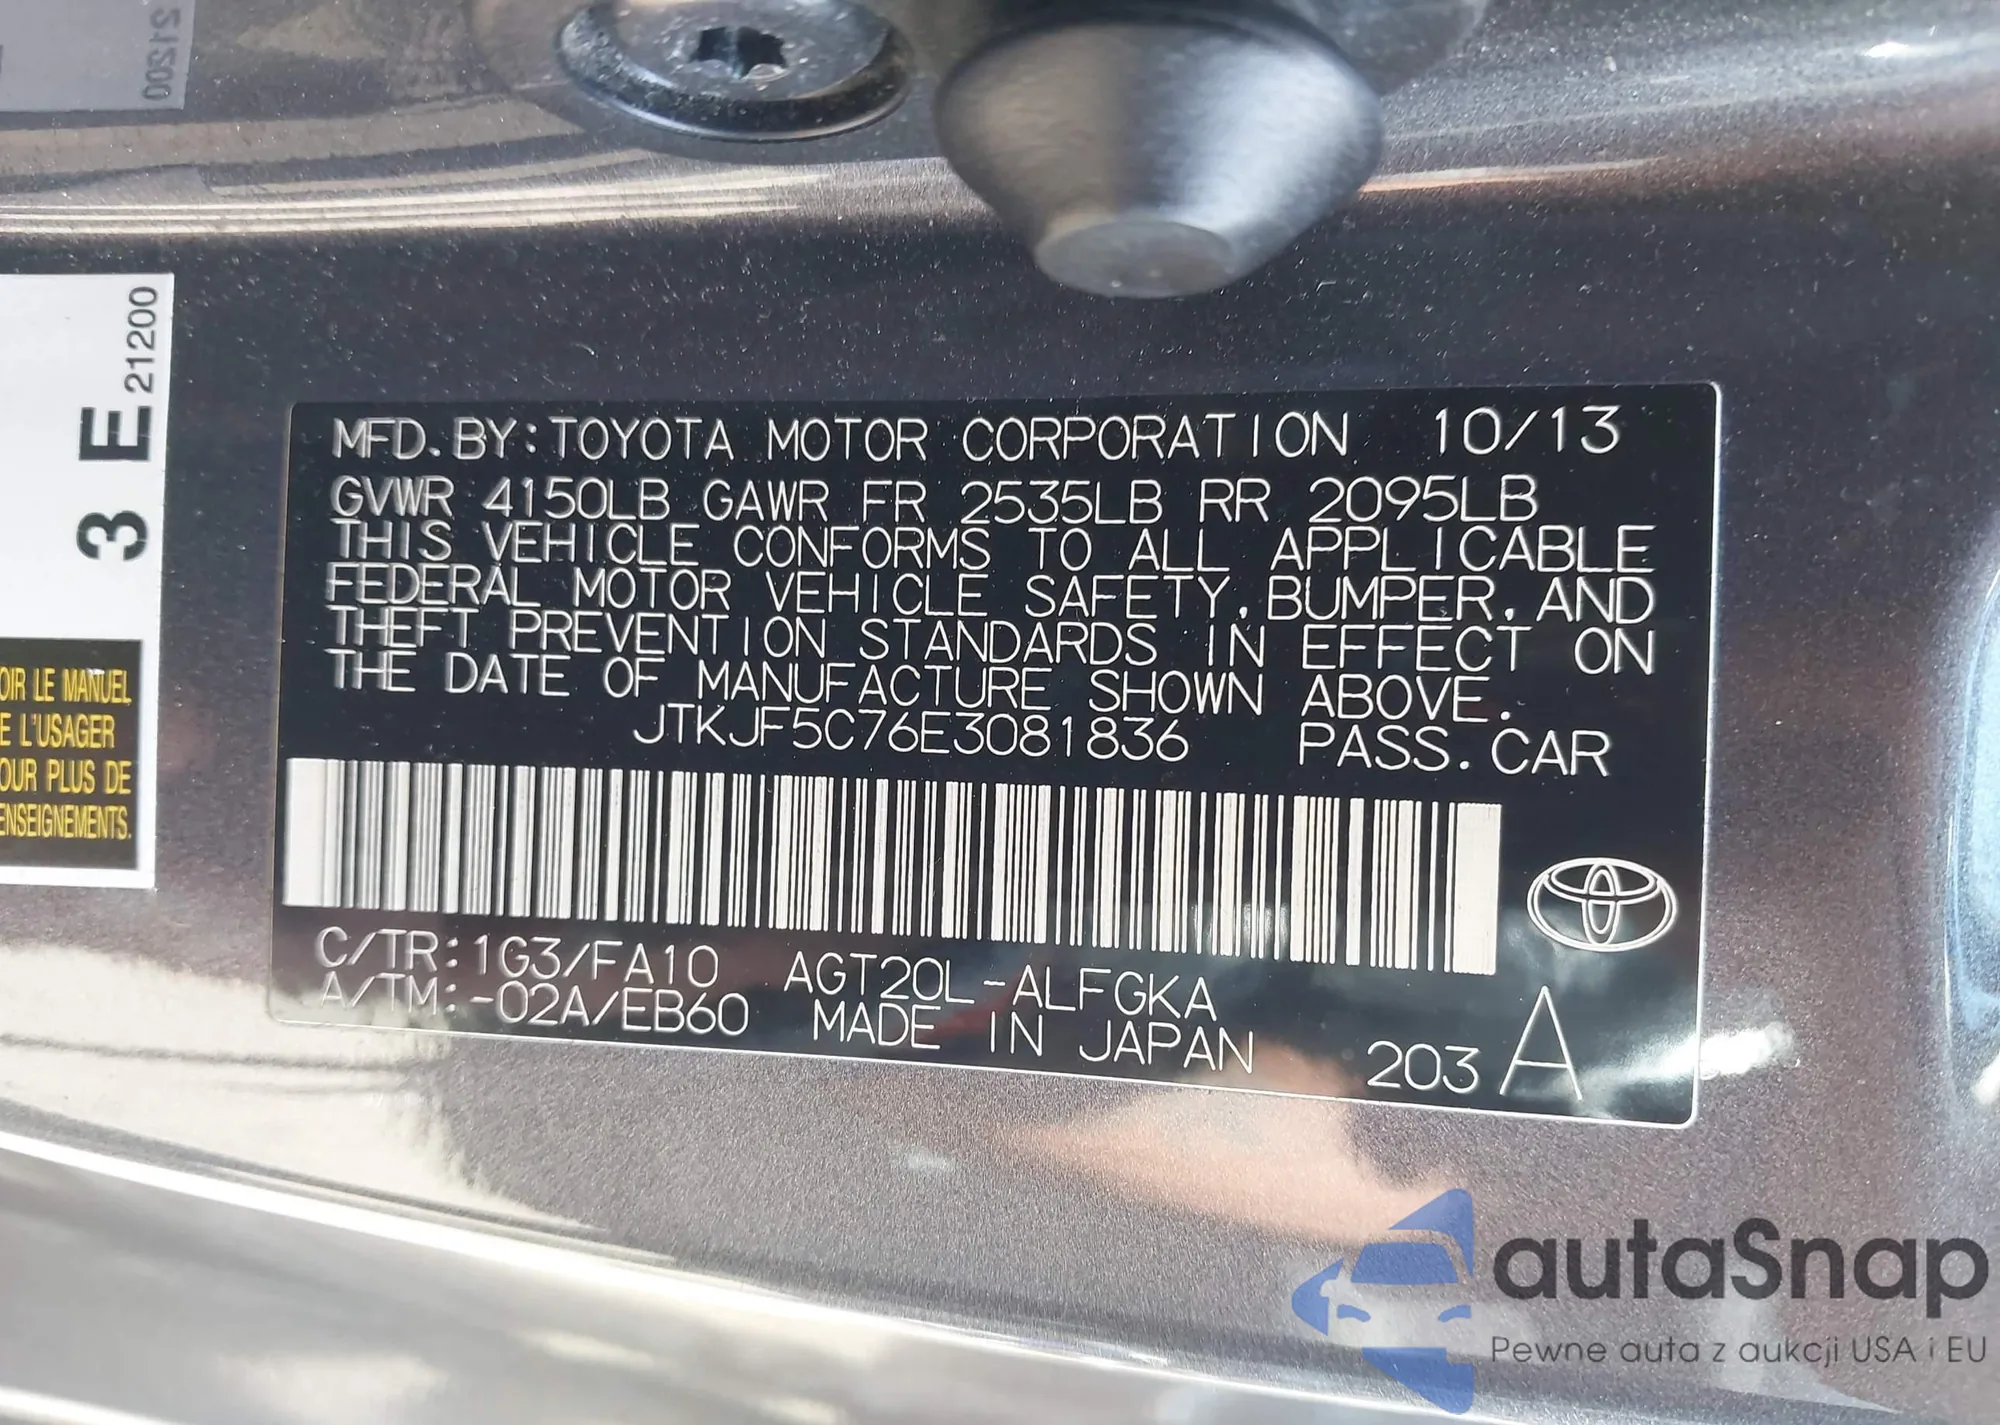 S1S00
3 E 21200
OIR LE MANUEL
E L'USAGER
OUR PLUS DE
ENSEIGNEMENTS.
MFD. BY: TOYOTA MOTOR CORPORATION 10/13
GVWR 4150LB GAWR FR 2535LB RR 2095LB
THIS VEHICLE CONFORMS TO ALL APPLICABLE
FEDERAL MOTOR VEHICLE SAFETY, BUMPER, AND
THEFT PREVENTION STANDARDS IN EFFECT ON
THE DATE OF MANUFACTURE SHOWN ABOVE.
JTKJF5C76E3081836 PASS. CAR
C/TR: 1G3/FA10 AGT20L-ALFGKA
A/TM: -02A/EB60 MADE IN JAPAN 203 A
autaSnap
Pewne auta z aukcji USA i EU